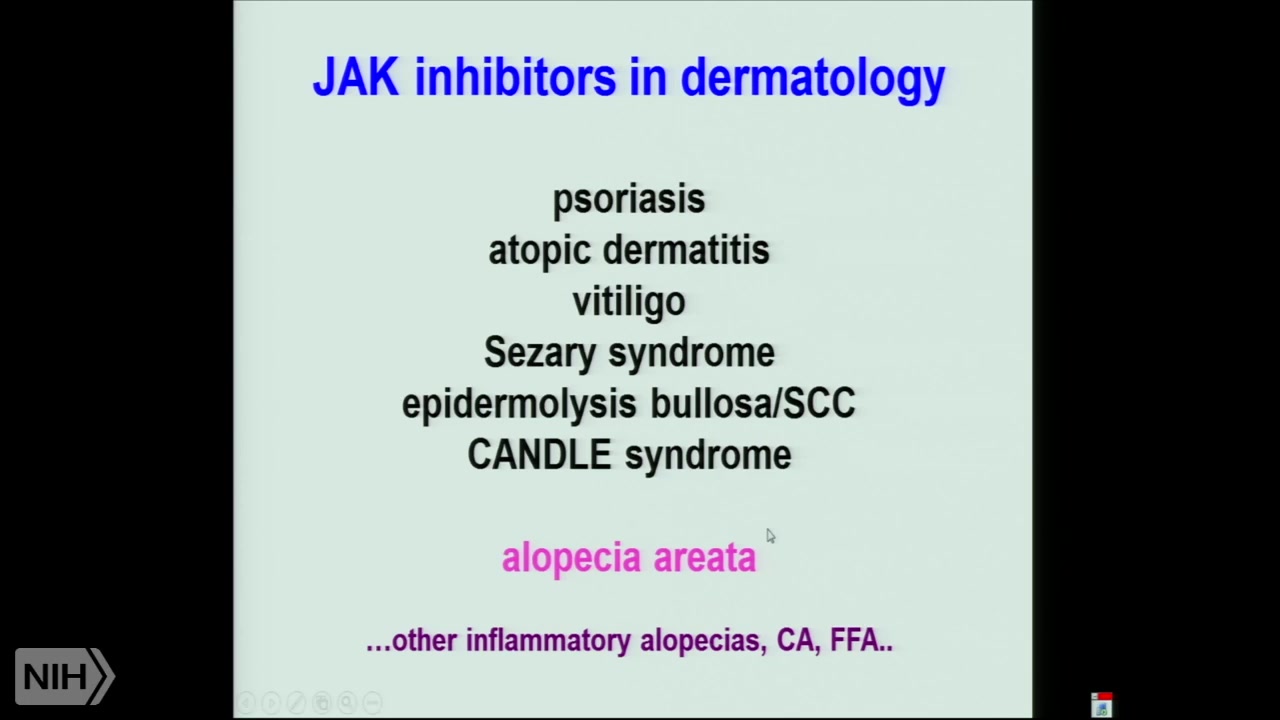 JAK inhibitors in dermatology
psoriasis
atopic dermatitis
vitiligo
Sezary syndrome
epidermolysis bullosa/SCC
CANDLE syndrome
alopecia areata
…other inflammatory alopecias, CA, FFA..
NIH